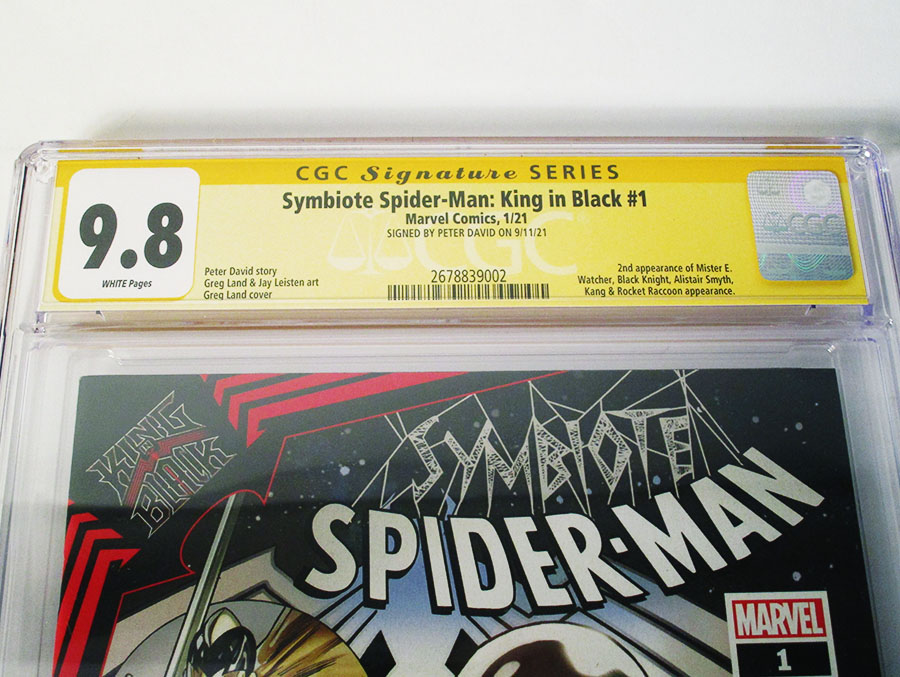 CGC Signature SERIES
Symbiote Spider-Man: King in Black #1
Marvel Comics, 1/21
SIGNED BY PETER DAVID ON 9/11/21
9.8
WHITE Pages
Peter David story
Greg Land & Jay Leisten art
Greg Land cover
CGC
2678839002
2nd appearance of Mister E.
Watcher, Black Knight, Alistair Smyth,
Kang & Rocket Raccoon appearance.
CGC
KING
IN
BLACK
SYMBIOTE
SPIDER-MAN
MARVEL
1